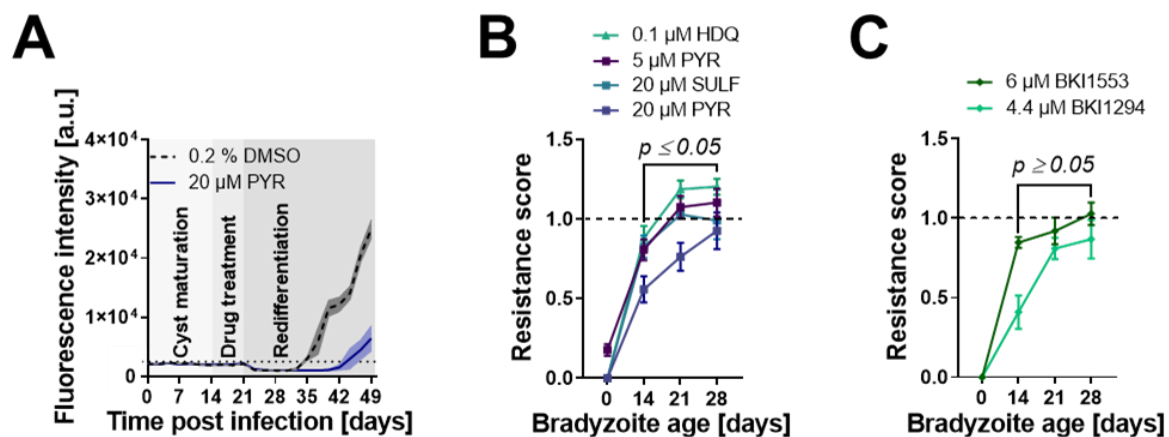 A
Fluorescence intensity [a.u.]
4×10⁴
3×10⁴
2×10⁴
1×10⁴
0
0.2 % DMSO
20 µM PYR
Cyst maturation
Drug treatment
Redifferentiation
0 7 14 21 28 35 42 49
Time post infection [days]
B
0.1 µM HDQ
5 µM PYR
20 µM SULF
20 µM PYR
Resistance score
1.5
1.0
0.5
0.0
p ≤ 0.05
0 14 21 28
Bradyzoite age [days]
C
6 µM BKI1553
4.4 µM BKI1294
Resistance score
1.5
1.0
0.5
0.0
p ≥ 0.05
0 14 21 28
Bradyzoite age [days]